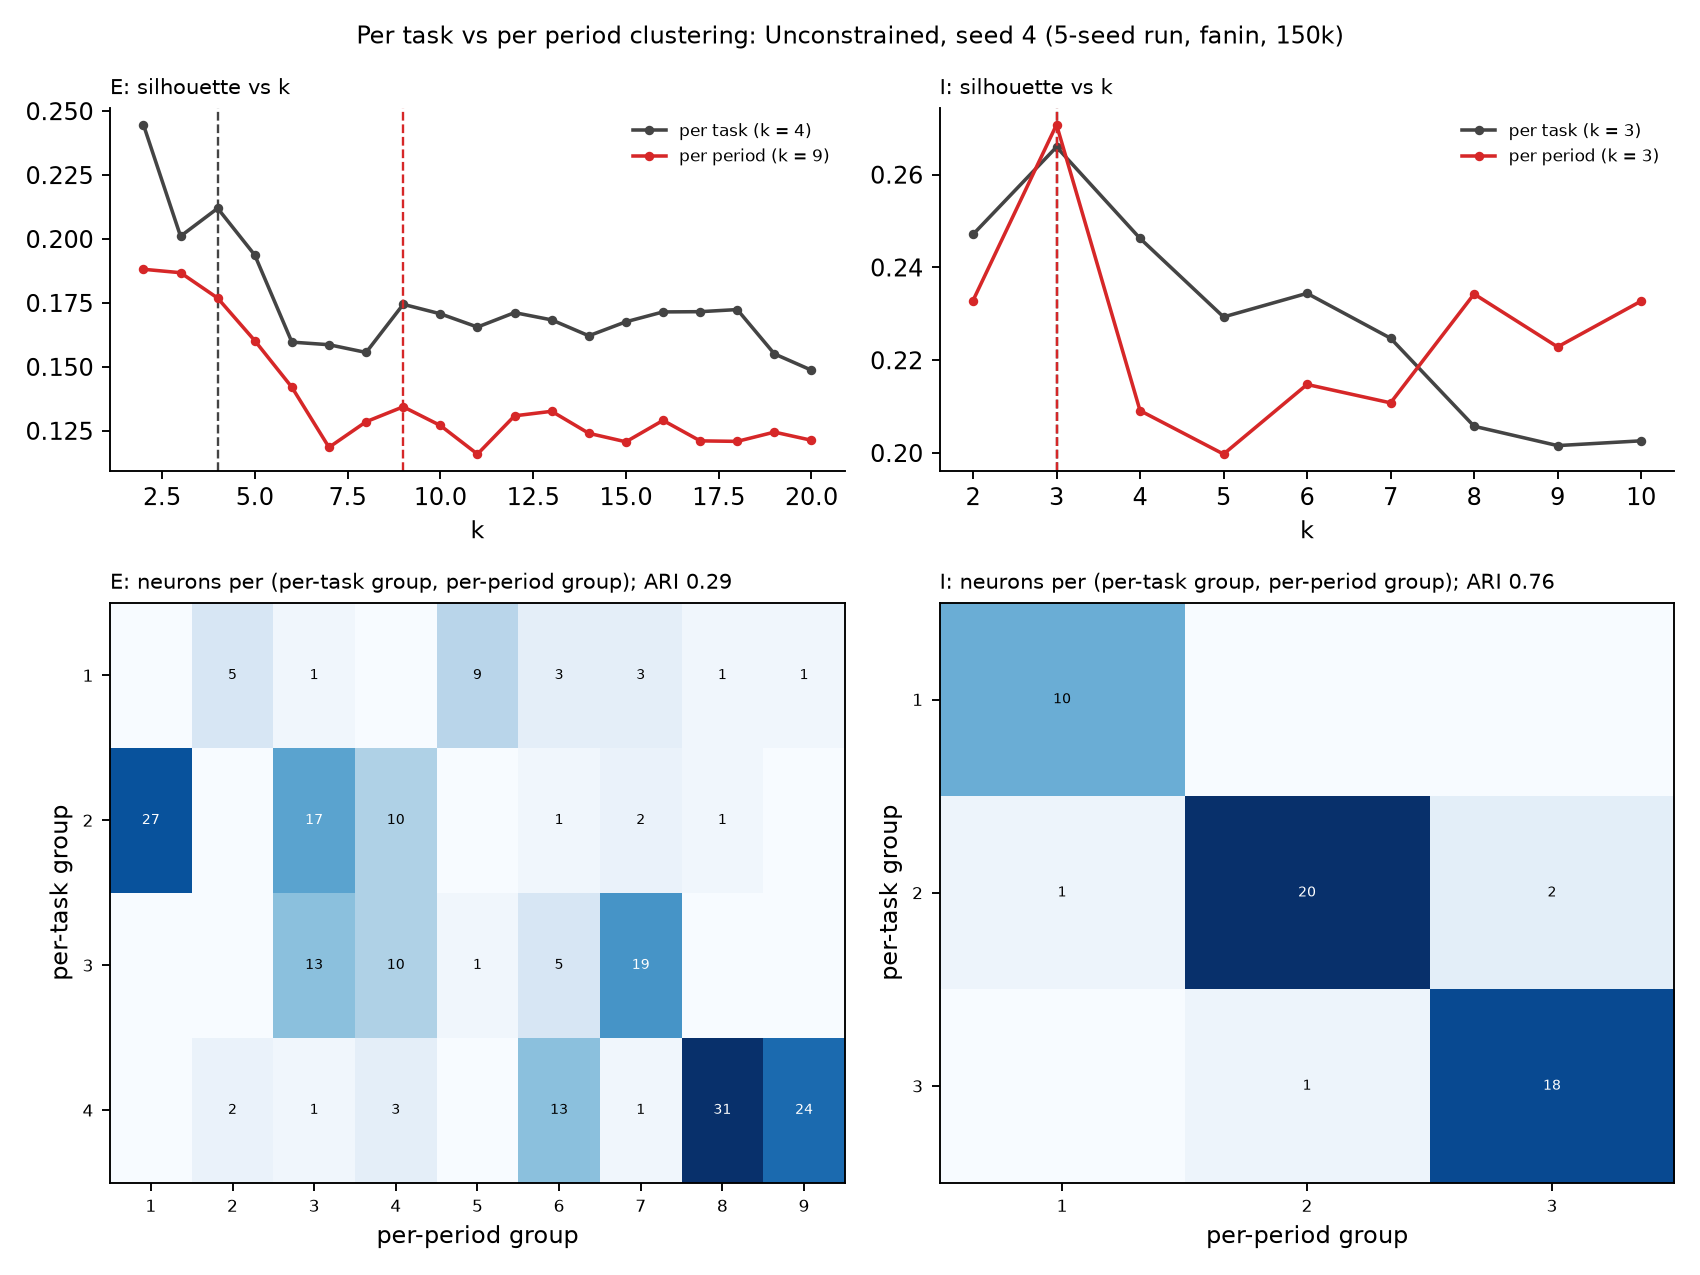 Per task vs per period clustering: Unconstrained, seed 4 (5-seed run, fanin, 150k)
E: silhouette vs k
0.250
0.225
0.200
0.175
0.150
0.125
per task (k = 4)
per period (k = 9)
2.5 5.0 7.5 10.0 12.5 15.0 17.5 20.0
k
I: silhouette vs k
0.26
0.24
0.22
0.20
per task (k = 3)
per period (k = 3)
2 3 4 5 6 7 8 9 10
k
E: neurons per (per-task group, per-period group); ARI 0.29
per-task group
1 5 1 9 3 3 1 1
2 27 17 10 1 2 1
3 13 10 1 5 19
4 2 1 3 13 1 31 24
1 2 3 4 5 6 7 8 9
per-period group
I: neurons per (per-task group, per-period group); ARI 0.76
per-task group
1 10
2 1 20 2
3 1 18
1 2 3
per-period group